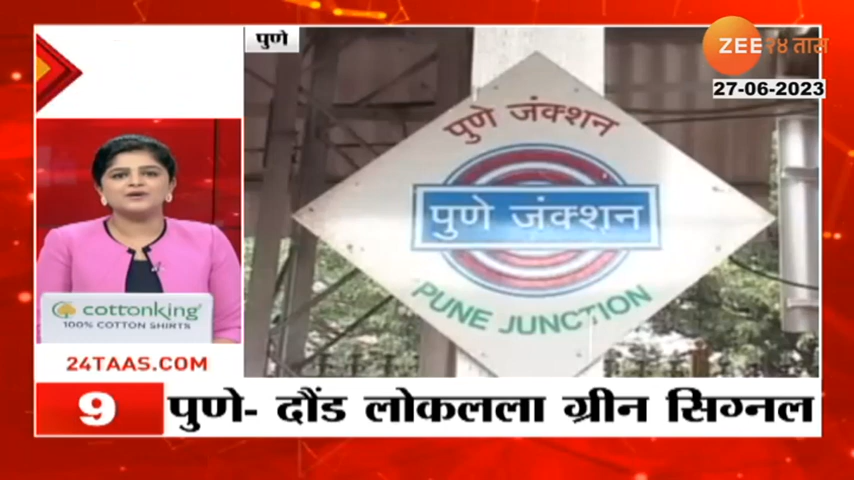 पुणे
ZEE २४ तास
27-06-2023
पुणे जंक्शन
पुणे जंक्शन
PUNE JUNCTION
cottonking
100% COTTON SHIRTS
24TAAS.COM
9
पुणे- दौंड लोकलला ग्रीन सिग्नल